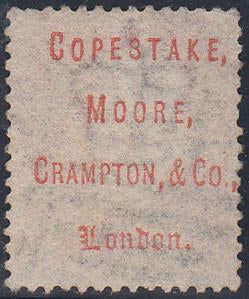 COPESTAKE,
MOORE,
CRAMPTON, & CO.,
London.